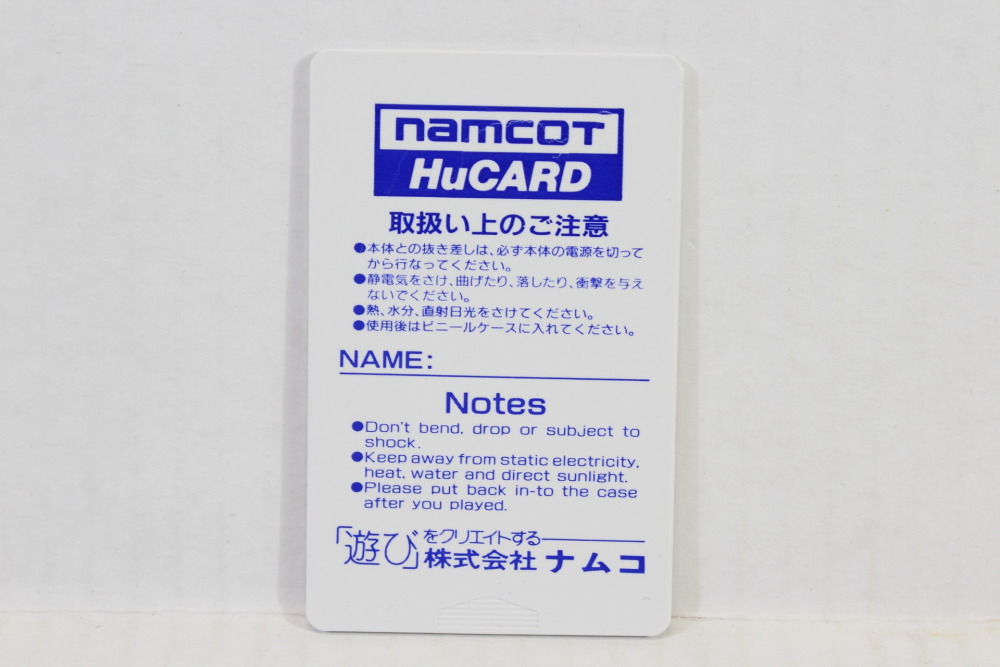 namcot
HuCARD
取扱い上のご注意
●本体との抜き差しは、必ず本体の電源を切って
から行なってください。
●静電気をさけ、曲げたり、落したり、衝撃を与え
ないでください。
●熱、水分、直射日光をさけてください。
●使用後はビニールケースに入れてください。
NAME:
Notes
●Don't bend, drop or subject to
shock.
●Keep away from static electricity,
heat, water and direct sunlight.
●Please put back in-to the case
after you played.
「遊び」をクリエイトする
株式会社ナムコ